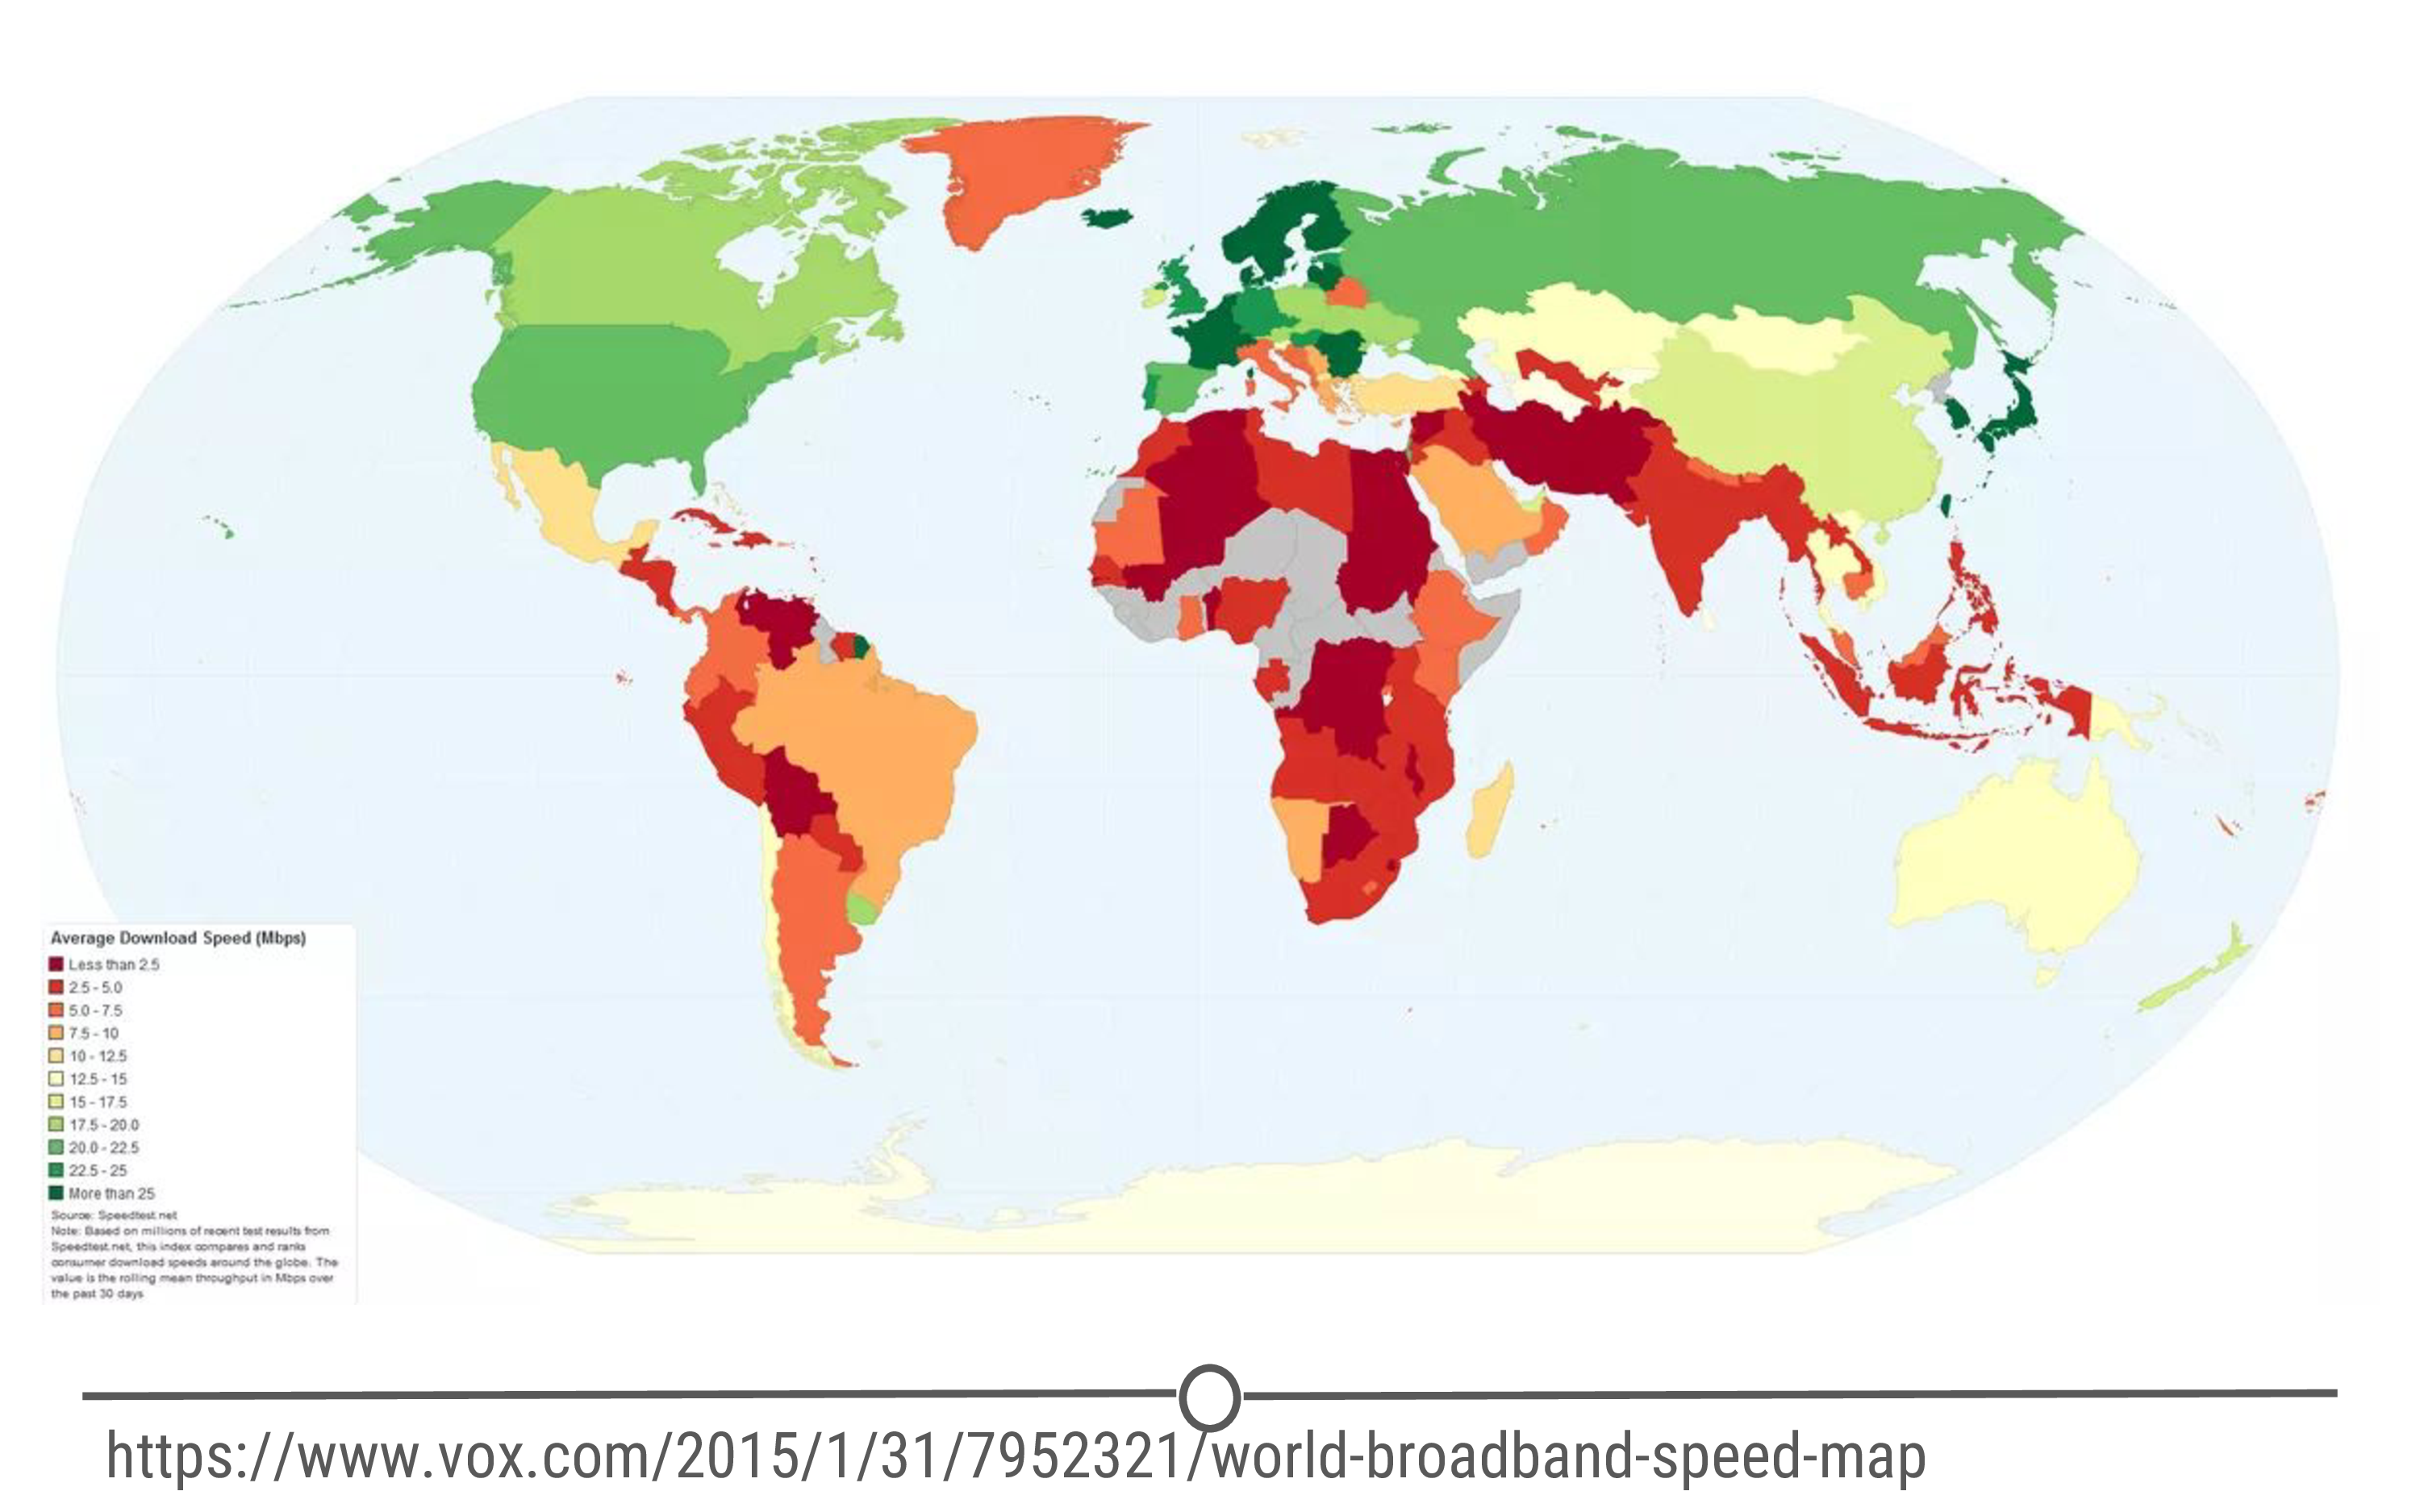 Average Download Speed (Mbps)
Less than 2.5
2.5 - 5.0
5.0 - 7.5
7.5 - 10
10 - 12.5
12.5 - 15
15 - 17.5
17.5 - 20.0
20.0 - 22.5
22.5 - 25
More than 25
Source: Speedtest.net
Note: Based on millions of recent test results from
Speedtest.net, this index compares and ranks
consumer download speeds around the globe. The
value is the rolling mean throughput in Mbps over
the past 30 days
https://www.vox.com/2015/1/31/7952321/world-broadband-speed-map